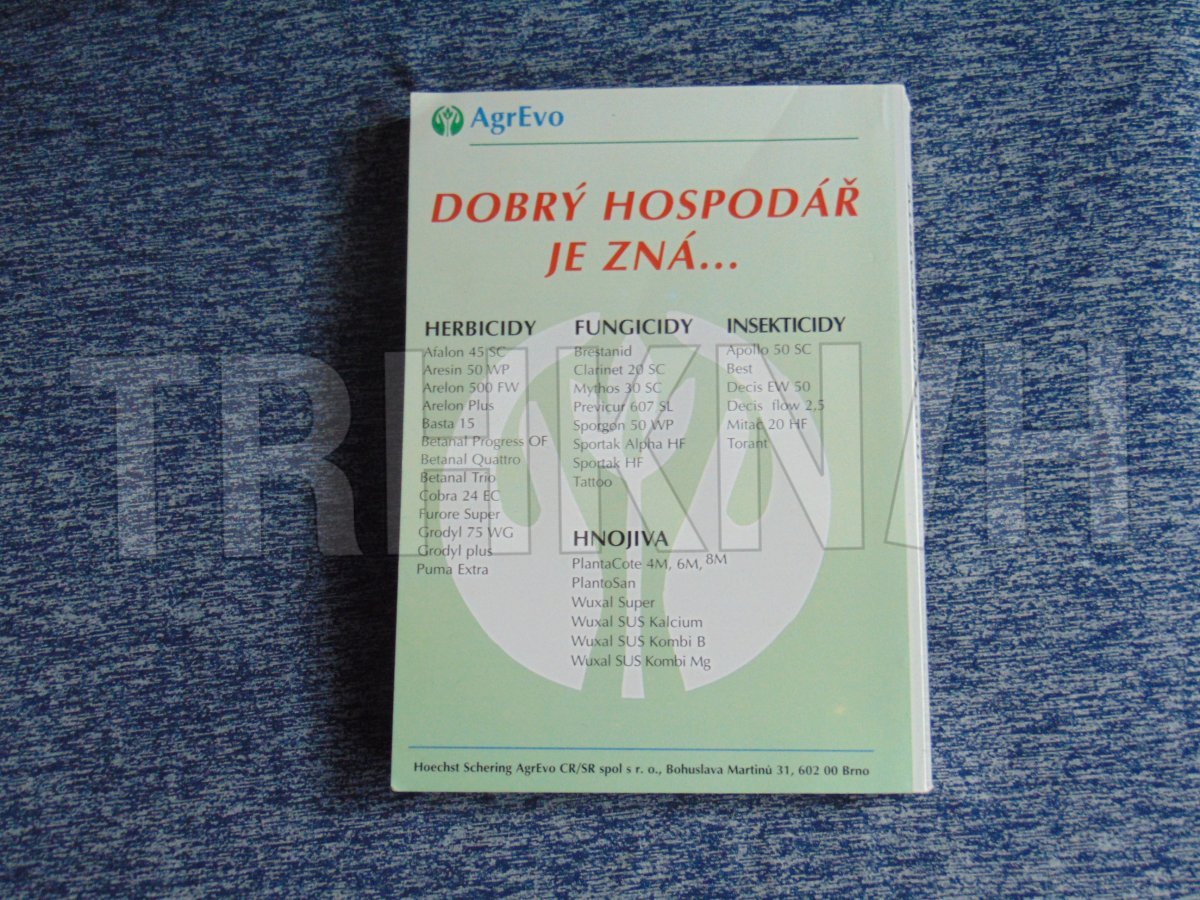 AgrEvo
DOBRÝ HOSPODÁŘ
JE ZNÁ...
HERBICIDY
Afalon 45 SC
Aresin 50 WP
Arelon 500 FW
Arelon Plus
Basta 15
Betanal Progress OF
Betanal Quattro
Betanal Trio
Cobra 24 EC
Furore Super
Grodyl 75 WG
Grodyl plus
Puma Extra
FUNGICIDY
Brestanid
Clarinet 20 SC
Mythos 30 SC
Previcur 607 SL
Sporgon 50 WP
Sportak Alpha HF
Sportak HF
Tattoo
HNOJIVA
PlantaCote 4M, 6M, 8M
PlantoSan
Wuxal Super
Wuxal SUS Kalcium
Wuxal SUS Kombi B
Wuxal SUS Kombi Mg
INSEKTICIDY
Apollo 50 SC
Best
Decis EW 50
Decis flow 2,5
Mitac 20 HF
Torant
Hoechst Schering AgrEvo CR/SR spol s r. o., Bohuslava Martinů 31, 602 00 Brno